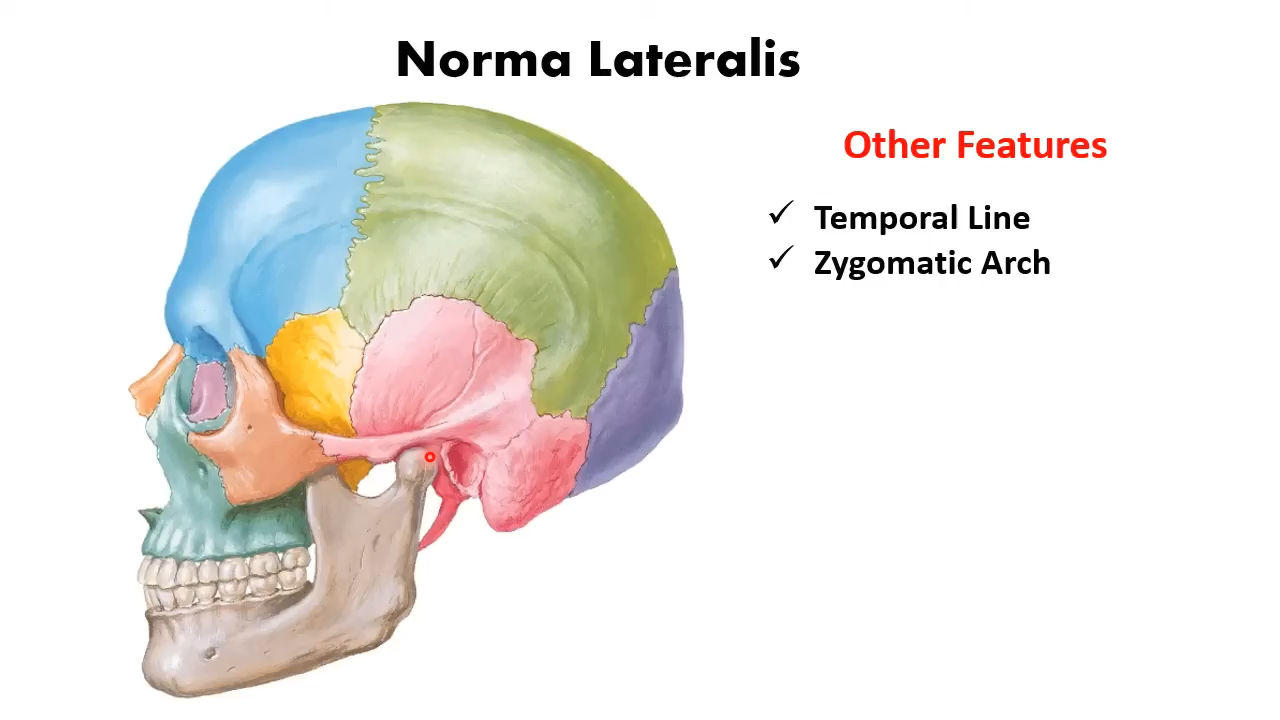 Norma Lateralis
Other Features
✓ Temporal Line
✓ Zygomatic Arch